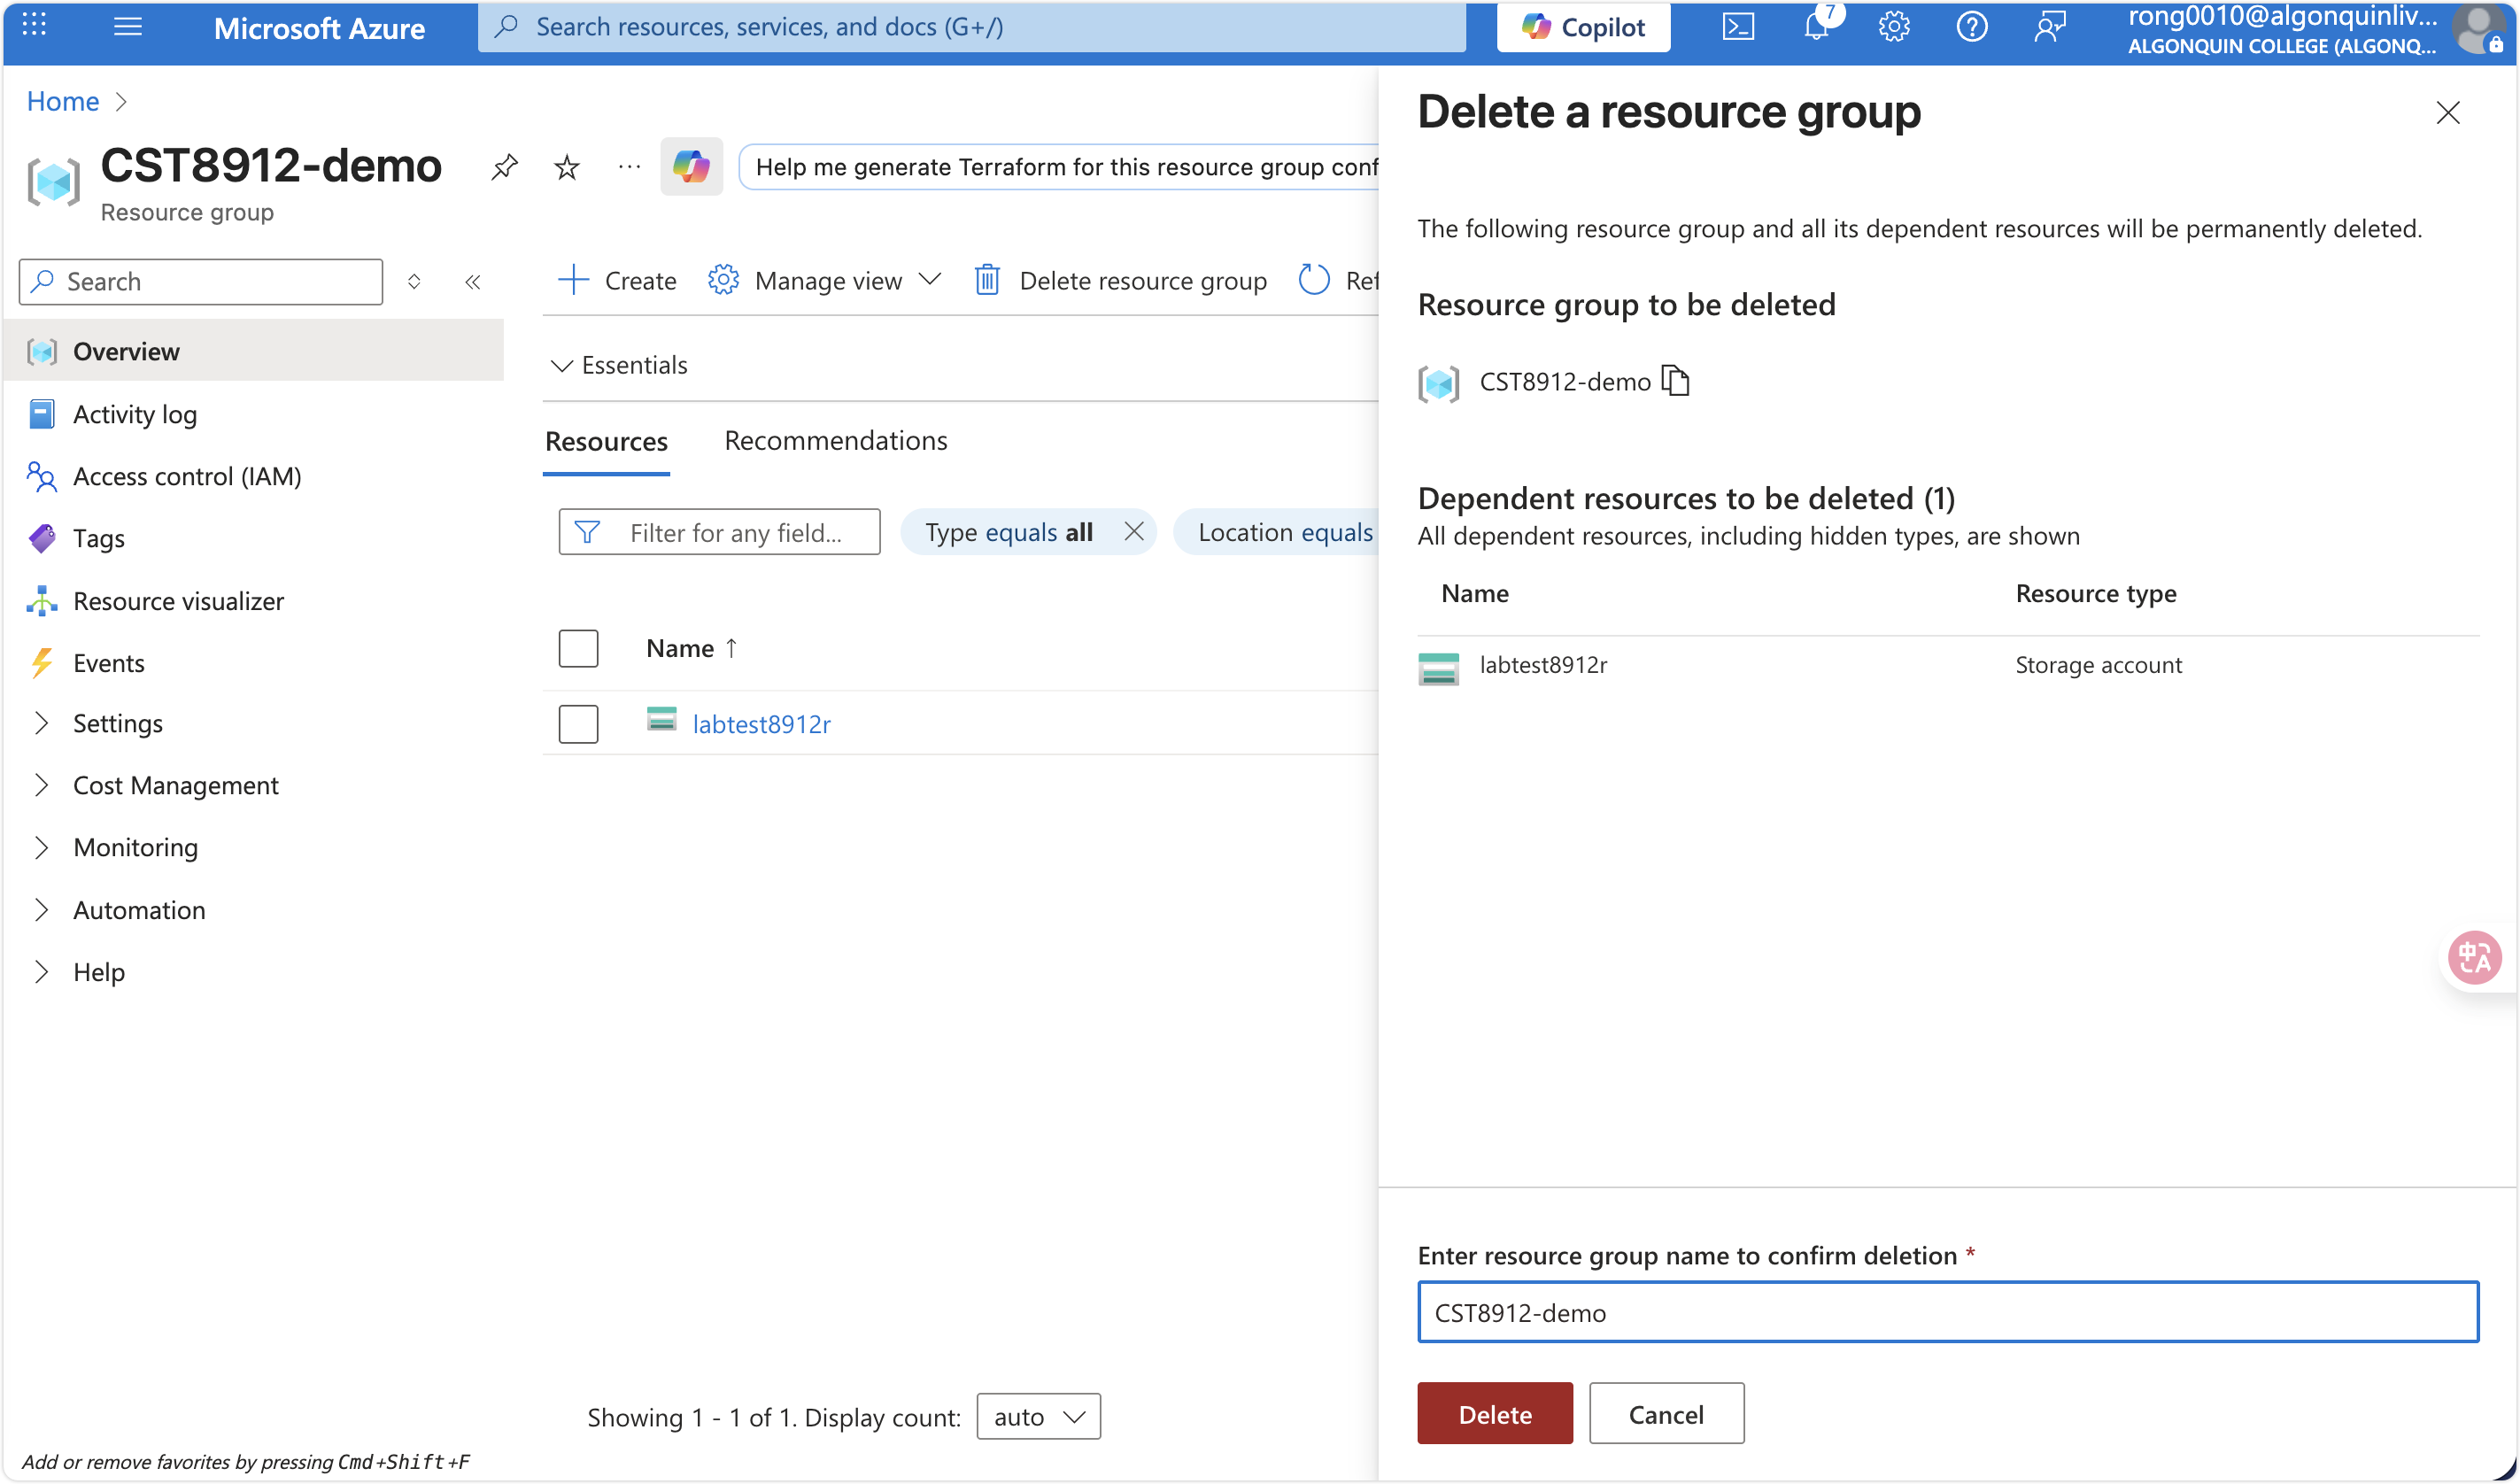 Microsoft Azure
Search resources, services, and docs (G+/)
Copilot
7
rong0010@algonquinliv...
ALGONQUIN COLLEGE (ALGONQ...
Home
CST8912-demo
Resource group
Help me generate Terraform for this resource group conf
Search
Overview
Activity log
Access control (IAM)
Tags
Resource visualizer
Events
Settings
Cost Management
Monitoring
Automation
Help
Add or remove favorites by pressing Cmd+Shift+F
Create
Manage view
Delete resource group
Ref
Essentials
Resources
Recommendations
Filter for any field...
Type equals all
Location equals
Name ↑
labtest8912r
Showing 1 - 1 of 1. Display count:
auto
Delete a resource group
The following resource group and all its dependent resources will be permanently deleted.
Resource group to be deleted
CST8912-demo
Dependent resources to be deleted (1)
All dependent resources, including hidden types, are shown
Name Resource type
labtest8912r Storage account
中A
Enter resource group name to confirm deletion *
CST8912-demo
Delete
Cancel